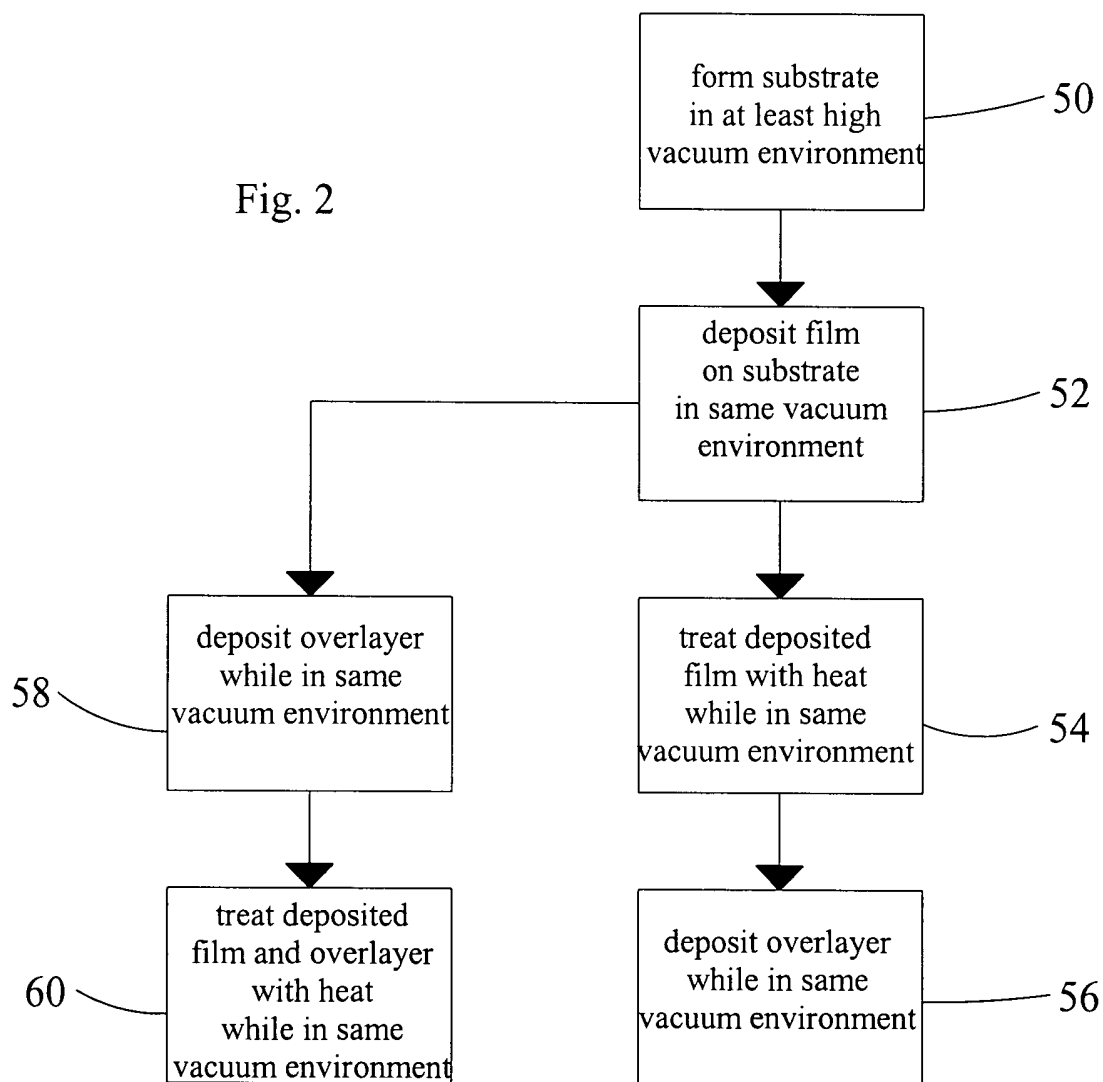 form substrate
in at least high
vacuum environment
50
Fig. 2
deposit film
on substrate
in same vacuum
environment
52
deposit overlayer
while in same
vacuum environment
58
treat deposited
film with heat
while in same
vacuum environment
54
treat deposited
film and overlayer
with heat
while in same
vacuum environment
60
deposit overlayer
while in same
vacuum environment
56